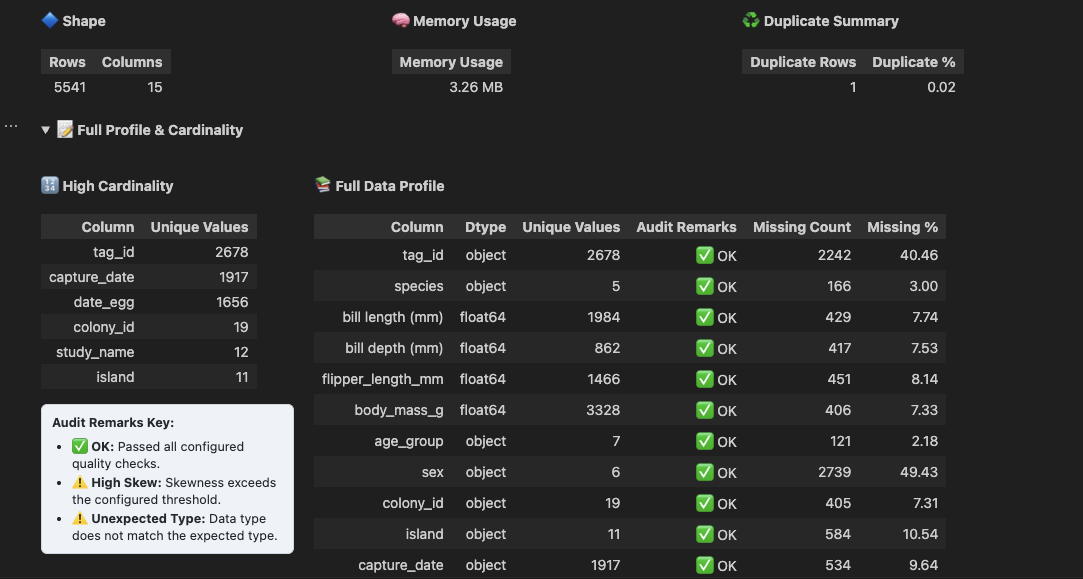 Shape
Memory Usage
Duplicate Summary
Rows Columns
5541 15
Memory Usage
3.26 MB
Duplicate Rows Duplicate %
1 0.02
... ▼ Full Profile & Cardinality
High Cardinality
Column Unique Values
tag_id 2678
capture_date 1917
date_egg 1656
colony_id 19
study_name 12
island 11
Audit Remarks Key:
• ✅ OK: Passed all configured
quality checks.
• ⚠️ High Skew: Skewness exceeds
the configured threshold.
• ⚠️ Unexpected Type: Data type
does not match the expected type.
Full Data Profile
Column Dtype Unique Values Audit Remarks Missing Count Missing %
tag_id object 2678 ✅ OK 2242 40.46
species object 5 ✅ OK 166 3.00
bill length (mm) float64 1984 ✅ OK 429 7.74
bill depth (mm) float64 862 ✅ OK 417 7.53
flipper_length_mm float64 1466 ✅ OK 451 8.14
body_mass_g float64 3328 ✅ OK 406 7.33
age_group object 7 ✅ OK 121 2.18
sex object 6 ✅ OK 2739 49.43
colony_id object 19 ✅ OK 405 7.31
island object 11 ✅ OK 584 10.54
capture_date object 1917 ✅ OK 534 9.64